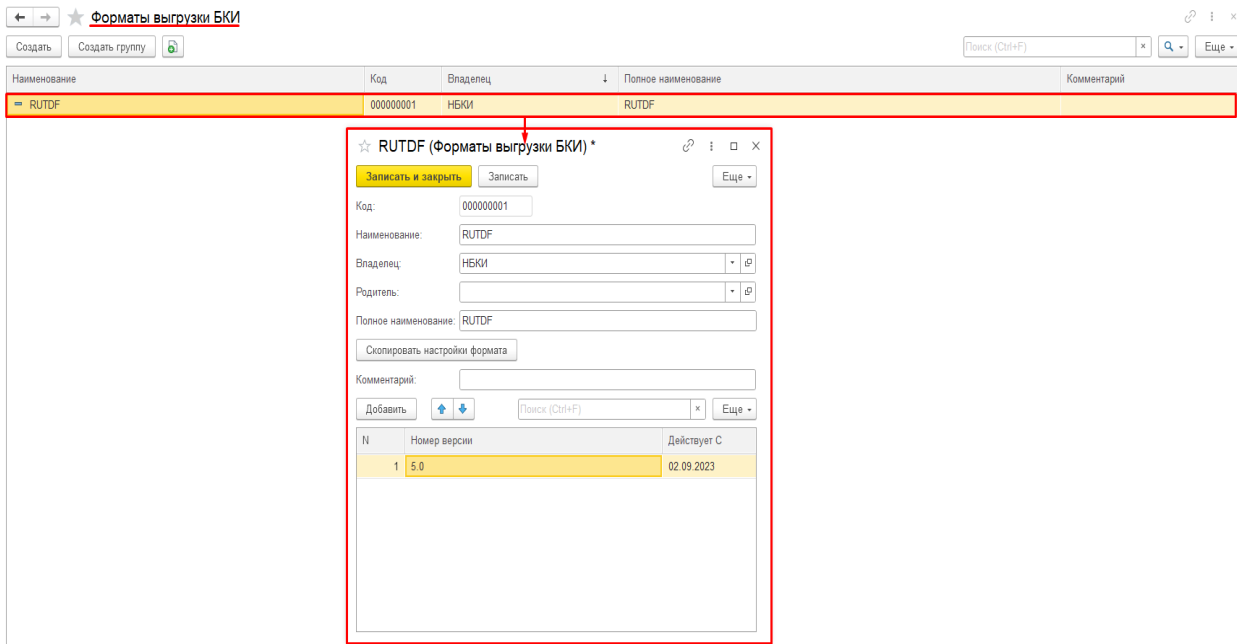 Форматы выгрузки БКИ
Создать Создать группу Поиск (Ctrl+F) × Еще
Наименование Код Владелец ↓ Полное наименование Комментарий
RUTDF 000000001 НБКИ RUTDF
RUTDF (Форматы выгрузки БКИ) *
Записать и закрыть Записать Еще
Код: 000000001
Наименование: RUTDF
Владелец: НБКИ
Родитель:
Полное наименование: RUTDF
Скопировать настройки формата
Комментарий:
Добавить Поиск (Ctrl+F) × Еще
N Номер версии Действует С
1 5.0 02.09.2023